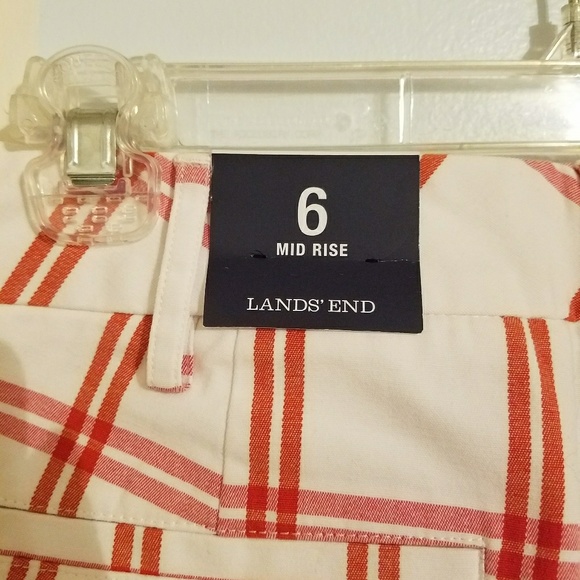 6
MID RISE
LANDS' END